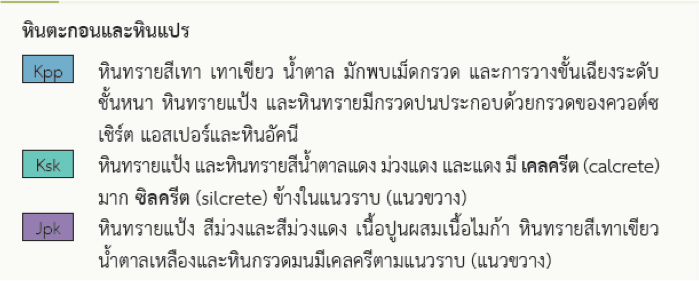 หินตะกอนและหินแปร
Kpp หินทรายสีเทา เทาเขียว น้ำตาล มักพบเม็ดกรวด และการวางชั้นเฉียงระดับ
ชั้นหนา หินทรายแป้ง และหินทรายมีกรวดปนประกอบด้วยกรวดของควอต์ซ
เชิร์ต แอสเปอร์และหินอัคนี
Ksk หินทรายแป้ง และหินทรายสีน้ำตาลแดง ม่วงแดง และแดง มี เคลครีต (calcrete)
มาก ซิลครีต (silcrete) ข้างในแนวราบ (แนวขวาง)
Jpk หินทรายแป้ง สีม่วงและสีม่วงแดง เนื้อปูนผสมเนื้อไมก้า หินทรายสีเทาเขียว
น้ำตาลเหลืองและหินกรวดมนมีเคลครีตามแนวราบ (แนวขวาง)